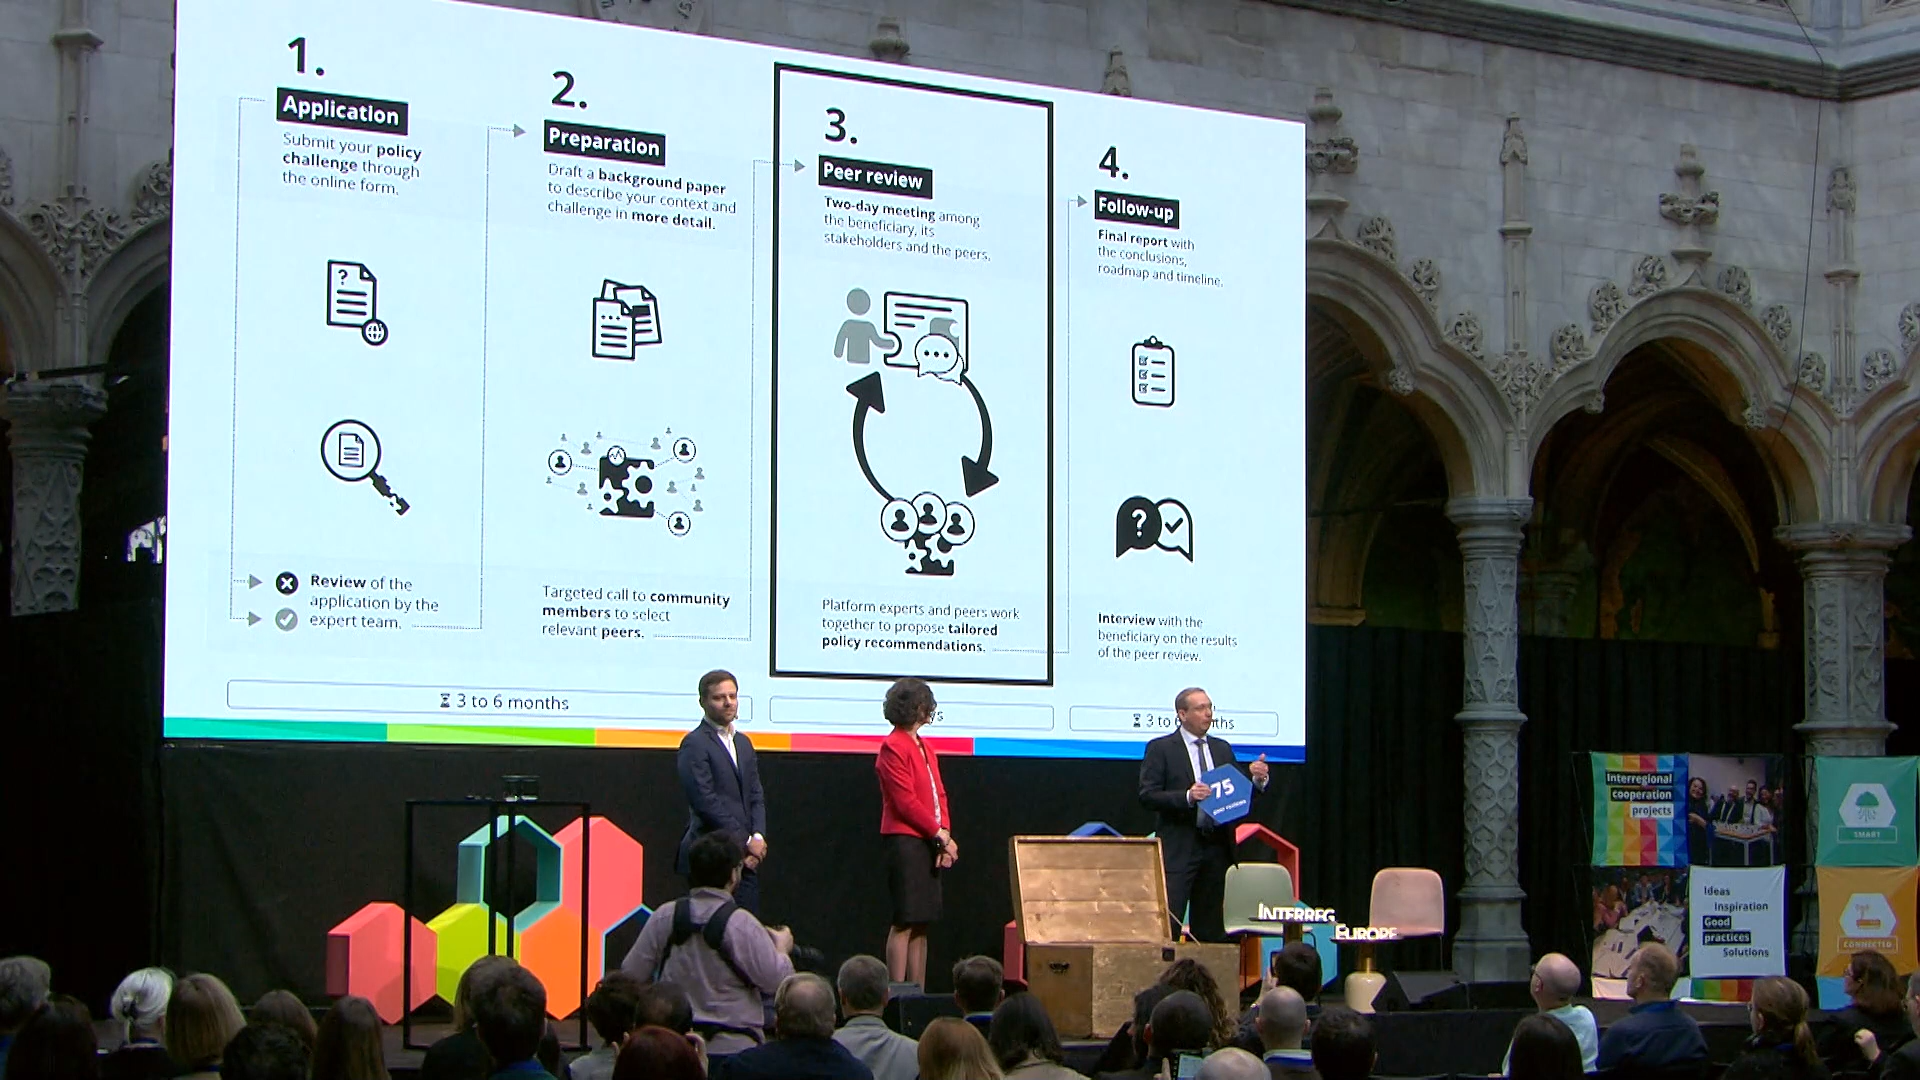 1.
Application
Submit your policy
challenge through
the online form.
Review of the
application by the
expert team.
2.
Preparation
Draft a background paper
to describe your context and
challenge in more detail.
Targeted call to community
members to select
relevant peers.
3 to 6 months
3.
Peer review
Two-day meeting among
the beneficiary, its
stakeholders and the peers.
Platform experts and peers work
together to propose tailored
policy recommendations.
4.
Follow-up
Final report with
the conclusions,
roadmap and timeline.
Interview with the
beneficiary on the results
of the peer review.
3 to 6
75
peer reviews
INTERREG
EUROPE
Interregional
cooperation
projects
SMART
Ideas
Inspiration
Good
practices
Solutions
CONNECTED